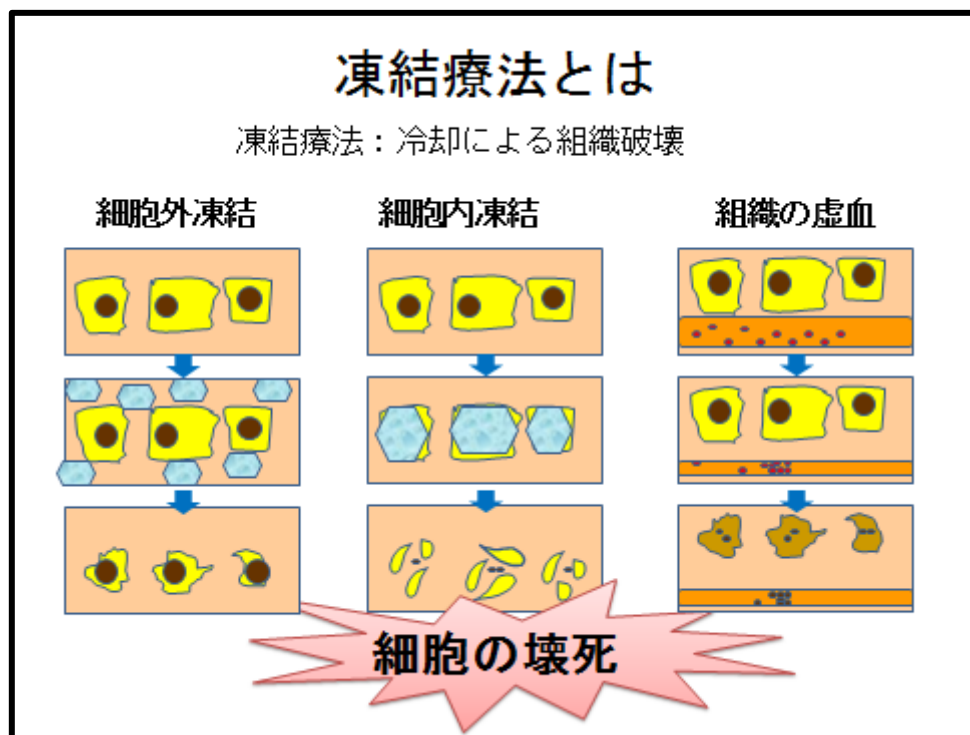 凍結療法とは
凍結療法：冷却による組織破壊
細胞外凍結
細胞内凍結
組織の虚血
細胞の壊死